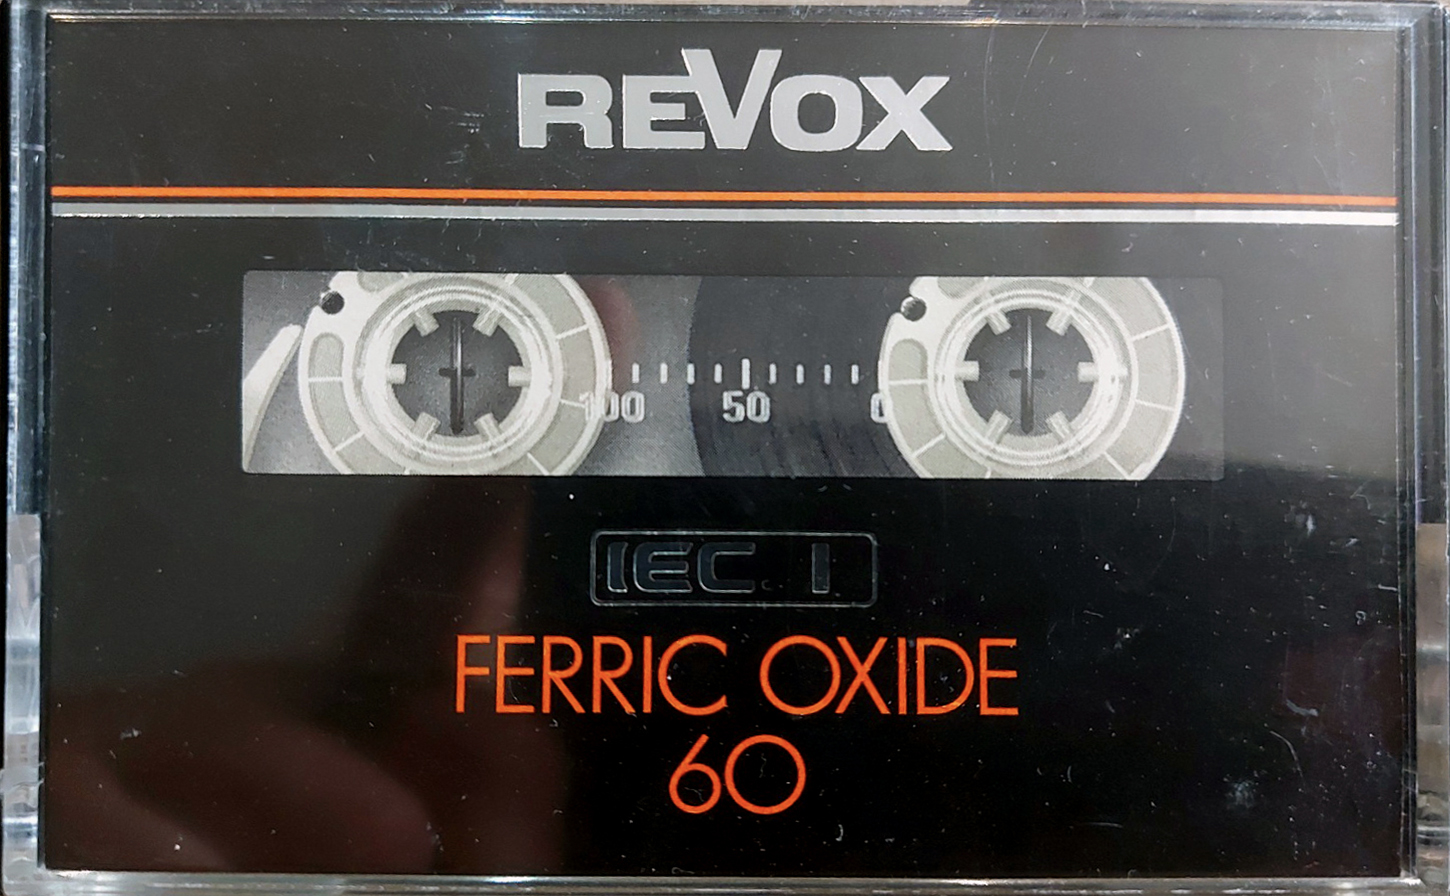 REVOX
100 50 0
IEC I
FERRIC OXIDE
60